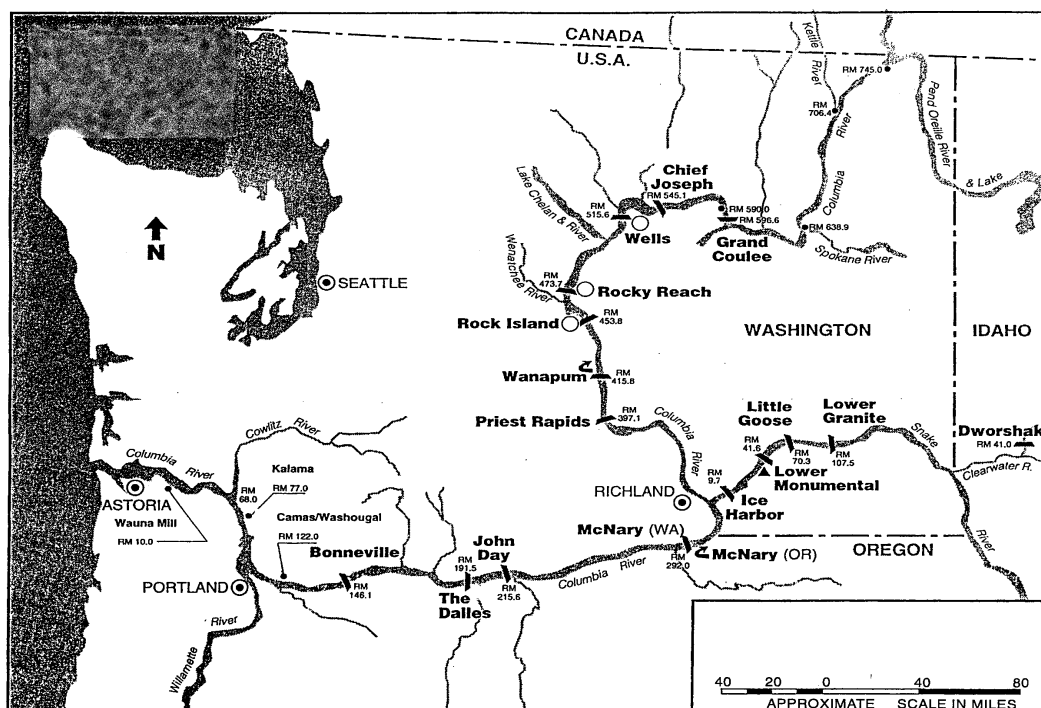 CANADA
U.S.A.
Kettle
River
RM 745.0
RM
706.4
Pend Oreille River
& Lake
Columbia
River
Chief
Joseph
RM 545.1
RM
515.6
Lake Chelan & River
Wells
RM 590.0
RM 596.6
RM 638.9
Grand
Coulee
Spokane River
N
SEATTLE
Wenatchee
River
RM
473.7
Rocky Reach
Rock Island
RM
453.8
WASHINGTON
IDAHO
Wanapum
RM
415.8
Priest Rapids
RM
397.1
Columbia
River
Little
Goose
Lower
Granite
Snake
River
Dworshak
RM 41.0
Clearwater R.
RM
41.6
RM
70.3
RM
107.5
Lower
Monumental
RM
9.7
Ice
Harbor
RICHLAND
Cowlitz
River
Columbia
River
Kalama
RM
68.0
RM 77.0
ASTORIA
Wauna Mill
RM 10.0
Camas/Washougal
RM 122.0
Bonneville
RM
146.1
John
Day
RM
191.5
The
Dalles
RM
215.6
Columbia
River
McNary (WA)
McNary (OR)
RM
292.0
OREGON
PORTLAND
River
Willamette
40 20 0 40 80
APPROXIMATE SCALE IN MILES